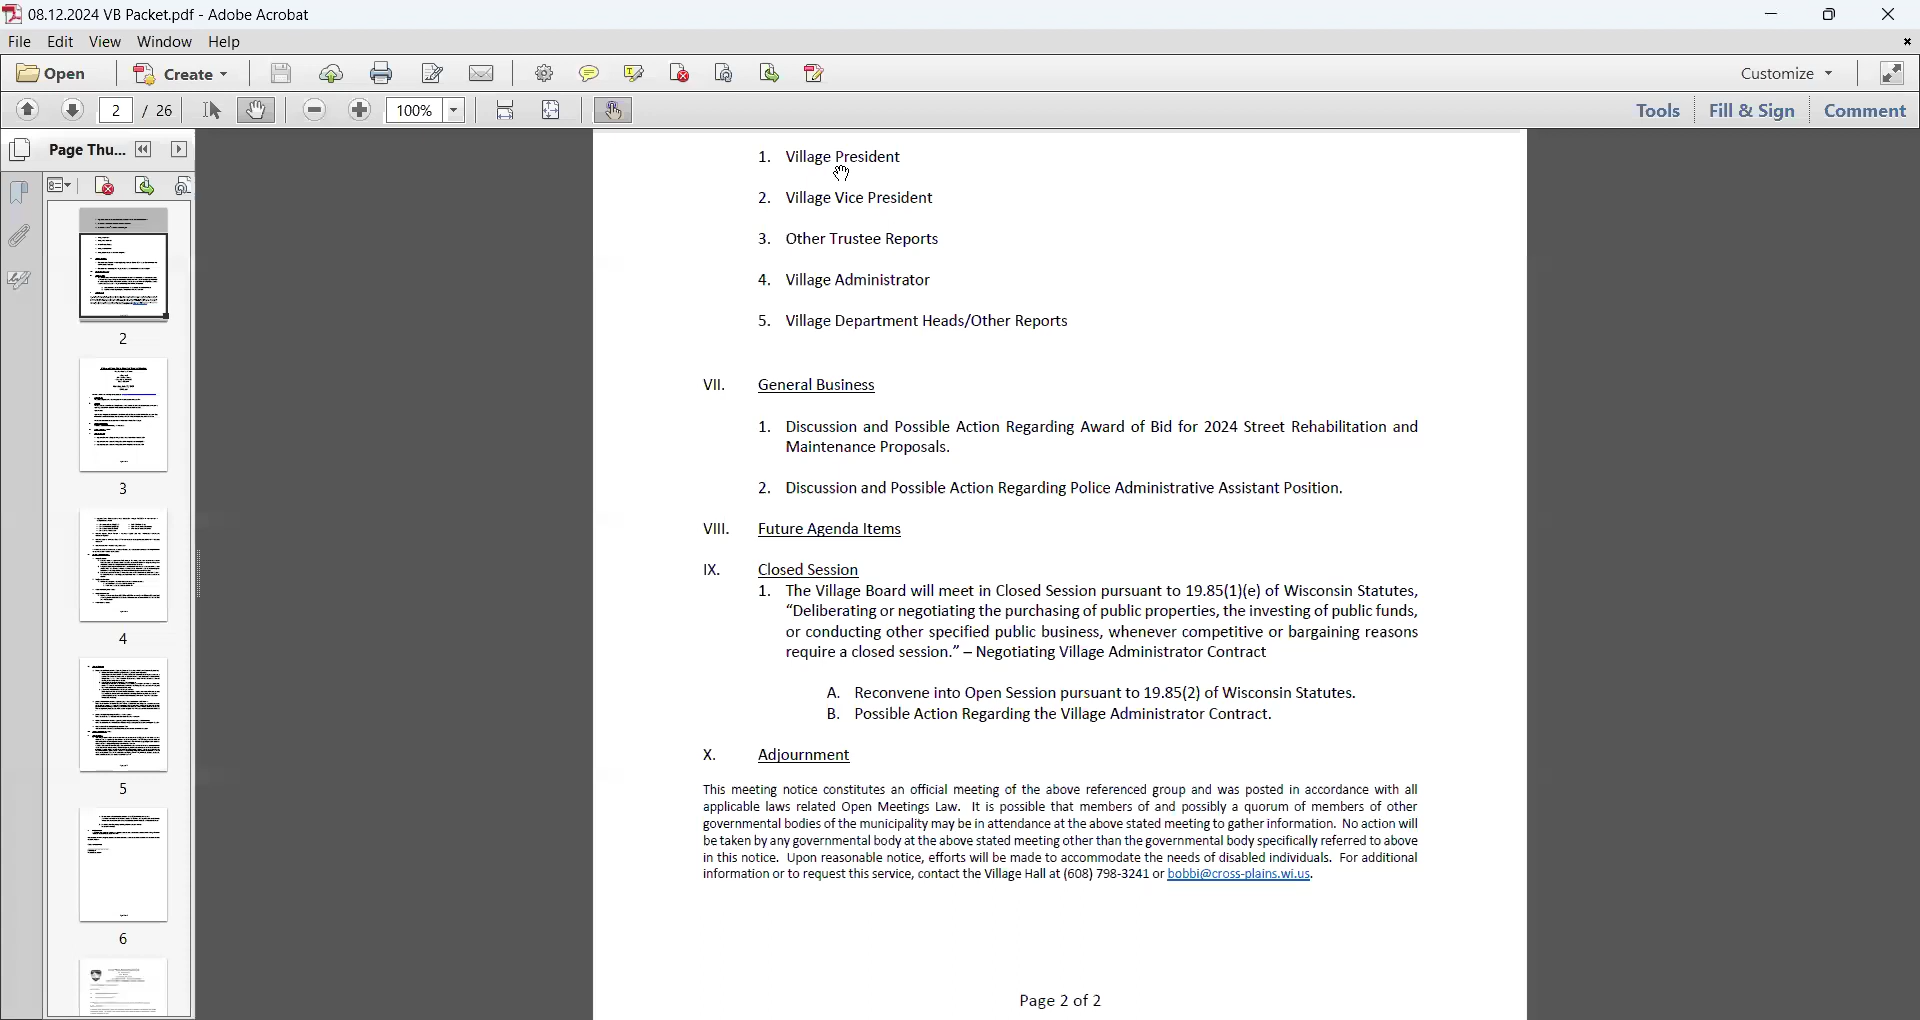 08.12.2024 VB Packet.pdf - Adobe Acrobat
File Edit View Window Help
Open Create Customize
2 / 26 100% Tools Fill & Sign Comment
Page Thu...
1. Village President
2. Village Vice President
3. Other Trustee Reports
4. Village Administrator
5. Village Department Heads/Other Reports
VII. General Business
1. Discussion and Possible Action Regarding Award of Bid for 2024 Street Rehabilitation and
Maintenance Proposals.
2. Discussion and Possible Action Regarding Police Administrative Assistant Position.
VIII. Future Agenda Items
IX. Closed Session
1. The Village Board will meet in Closed Session pursuant to 19.85(1)(e) of Wisconsin Statutes,
“Deliberating or negotiating the purchasing of public properties, the investing of public funds,
or conducting other specified public business, whenever competitive or bargaining reasons
require a closed session.” – Negotiating Village Administrator Contract
A. Reconvene into Open Session pursuant to 19.85(2) of Wisconsin Statutes.
B. Possible Action Regarding the Village Administrator Contract.
X. Adjournment
This meeting notice constitutes an official meeting of the above referenced group and was posted in accordance with all
applicable laws related Open Meetings Law. It is possible that members of and possibly a quorum of members of other
governmental bodies of the municipality may be in attendance at the above stated meeting to gather information. No action will
be taken by any governmental body at the above stated meeting other than the governmental body specifically referred to above
in this notice. Upon reasonable notice, efforts will be made to accommodate the needs of disabled individuals. For additional
information or to request this service, contact the Village Hall at (608) 798-3241 or bobbi@cross-plains.wi.us.
Page 2 of 2
2
3
4
5
6